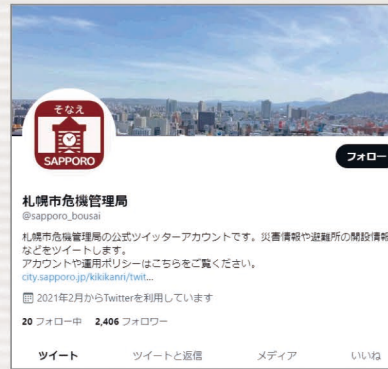 そなえ
SAPPORO
フォロー
札幌市危機管理局
@sapporo_bousai
札幌市危機管理局の公式ツイッターアカウントです。災害情報や避難所の開設情報
などをツイートします。
アカウントや運用ポリシーはこちらをご覧ください。
city.sapporo.jp/kikikanri/twit...
2021年2月からTwitterを利用しています
20 フォロー中 2,406 フォロワー
ツイート ツイートと返信 メディア いいね